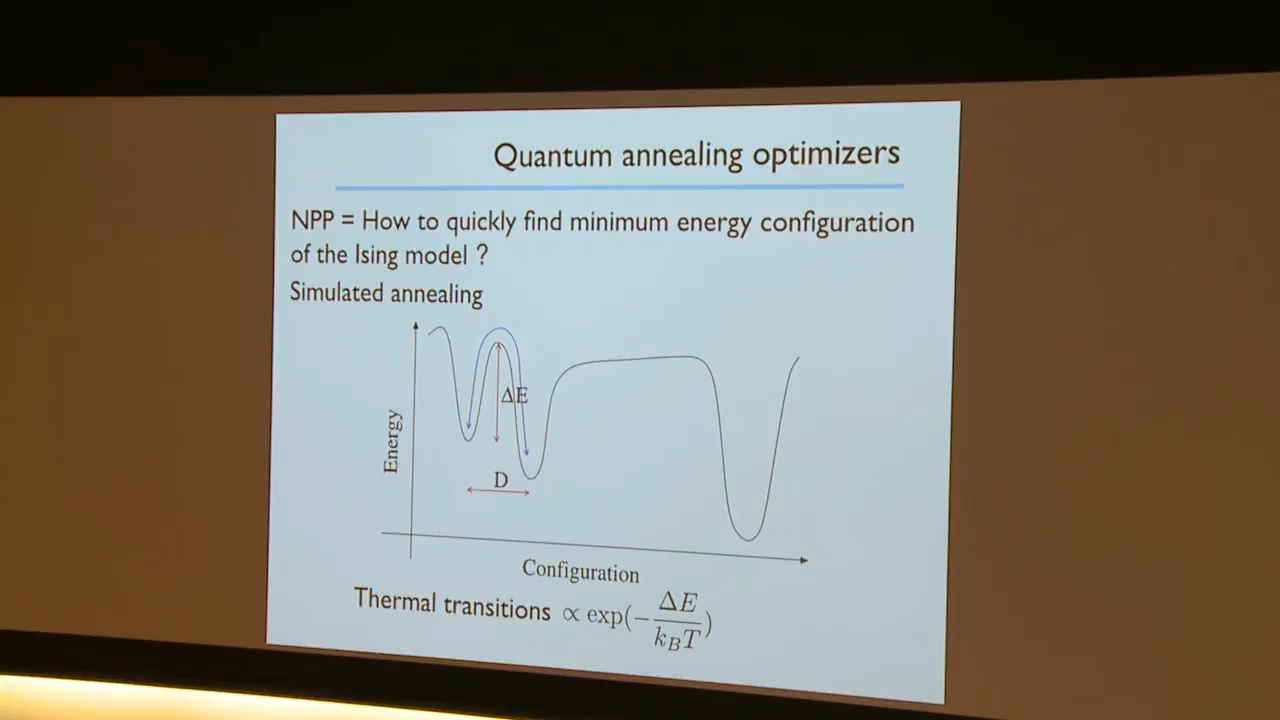 Quantum annealing optimizers
NPP = How to quickly find minimum energy configuration
of the Ising model ?
Simulated annealing
Energy
ΔE
D
Configuration
Thermal transitions ∝ exp(−ΔE/k_BT)